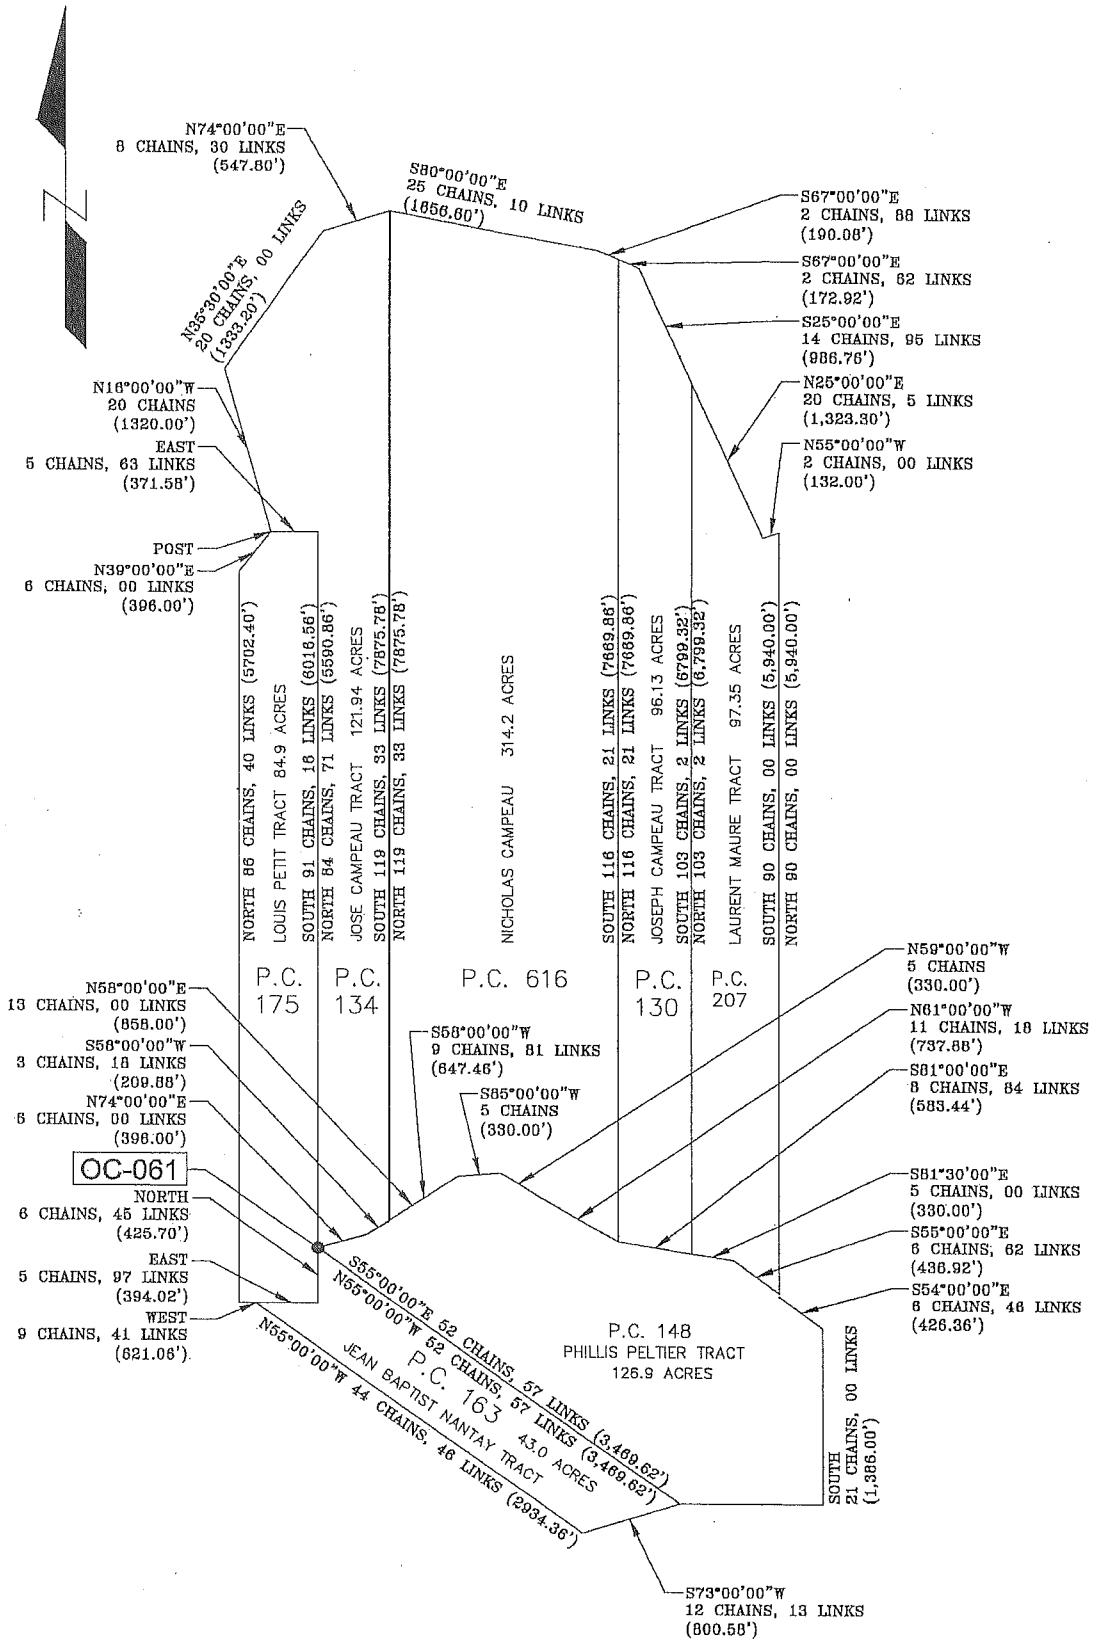 N74°00'00"E
8 CHAINS, 30 LINKS
(547.80')
S80°00'00"E
25 CHAINS, 10 LINKS
(1656.60')
S67°00'00"E
2 CHAINS, 88 LINKS
(190.08')
S67°00'00"E
2 CHAINS, 62 LINKS
(172.92')
S25°00'00"E
14 CHAINS, 95 LINKS
(986.76')
N25°00'00"E
20 CHAINS, 5 LINKS
(1,323.30')
N55°00'00"W
2 CHAINS, 00 LINKS
(132.00')
N35°30'00"E
20 CHAINS, 00 LINKS
(1333.20')
N16°00'00"W
20 CHAINS
(1320.00')
EAST
5 CHAINS, 63 LINKS
(371.58')
POST
N39°00'00"E
6 CHAINS, 00 LINKS
(396.00')
NORTH 86 CHAINS, 40 LINKS (5702.40')
LOUIS PETIT TRACT 84.9 ACRES
SOUTH 91 CHAINS, 16 LINKS (6016.56')
NORTH 84 CHAINS, 71 LINKS (5590.86')
JOSE CAMPEAU TRACT 121.94 ACRES
SOUTH 119 CHAINS, 33 LINKS (7875.78')
NORTH 119 CHAINS, 33 LINKS (7875.78')
NICHOLAS CAMPEAU 314.2 ACRES
SOUTH 116 CHAINS, 21 LINKS (7669.86')
NORTH 116 CHAINS, 21 LINKS (7669.86')
JOSEPH CAMPEAU TRACT 96.13 ACRES
SOUTH 103 CHAINS, 2 LINKS (6799.32')
NORTH 103 CHAINS, 2 LINKS (6,799.32')
LAURENT MAURE TRACT 97.35 ACRES
SOUTH 90 CHAINS, 00 LINKS (5,940.00')
NORTH 90 CHAINS, 00 LINKS (5,940.00')
P.C.
175
P.C.
134
P.C. 616
P.C.
130
P.C.
207
N58°00'00"E
13 CHAINS, 00 LINKS
(858.00')
S58°00'00"W
3 CHAINS, 18 LINKS
(209.88')
N74°00'00"E
6 CHAINS, 00 LINKS
(396.00')
OC-061
NORTH
6 CHAINS, 45 LINKS
(425.70')
EAST
5 CHAINS, 97 LINKS
(394.02')
WEST
9 CHAINS, 41 LINKS
(621.06')
S58°00'00"W
9 CHAINS, 81 LINKS
(647.46')
S85°00'00"W
5 CHAINS
(330.00')
N59°00'00"W
5 CHAINS
(330.00')
N61°00'00"W
11 CHAINS, 18 LINKS
(737.88')
S81°00'00"E
8 CHAINS, 84 LINKS
(583.44')
S81°30'00"E
5 CHAINS, 00 LINKS
(330.00')
S55°00'00"E
6 CHAINS, 62 LINKS
(436.92')
S54°00'00"E
6 CHAINS, 46 LINKS
(426.36')
S55°00'00"E 52 CHAINS, 57 LINKS (3,469.62')
N55°00'00"W 52 CHAINS, 57 LINKS (3,469.62')
P.C. 163 43.0 ACRES
JEAN BAPTIST NANTAY TRACT
N55°00'00"W 44 CHAINS, 46 LINKS (2934.36')
P.C. 148
PHILLIS PELTIER TRACT
126.9 ACRES
SOUTH
21 CHAINS, 00 LINKS
(1,386.00')
S73°00'00"W
12 CHAINS, 13 LINKS
(800.58')